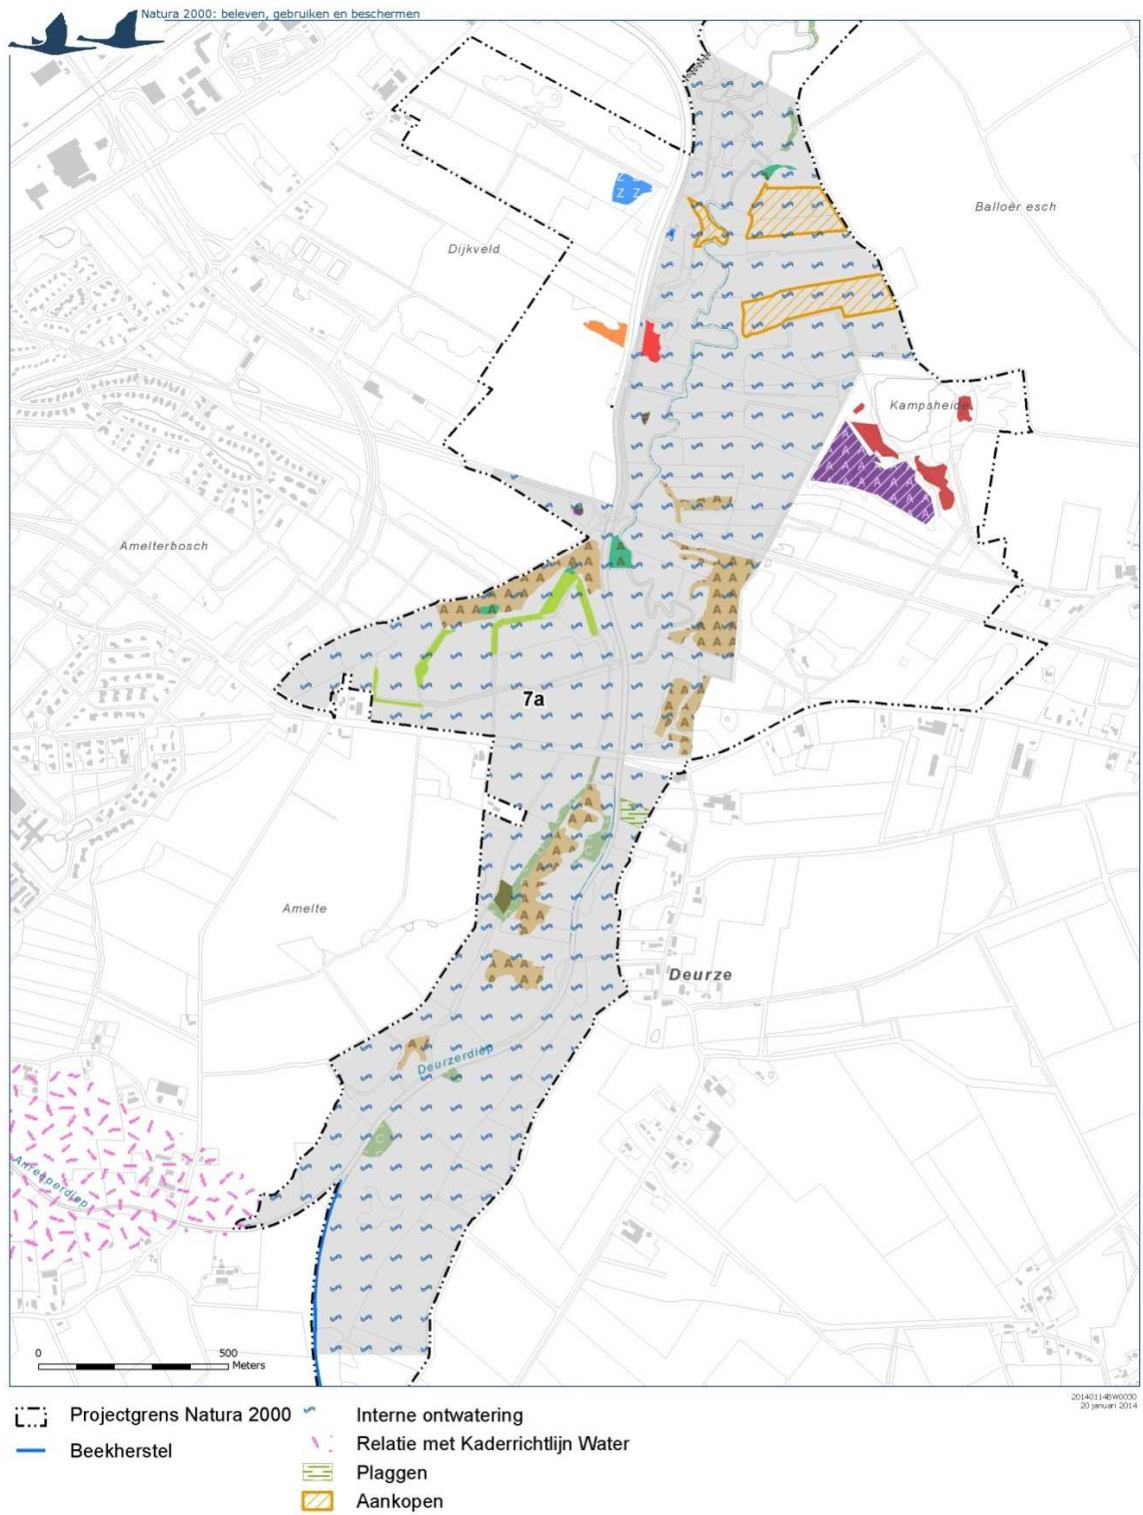 Natura 2000: beleven, gebruiken en beschermen
Balloër esch
Dijkveld
Kampsheide
Amelterbosch
7a
Amelte
Deurze
Deurzerdiep
Anreeperdiep
0 500
Meters
20140114BW0030
20 januari 2014
Projectgrens Natura 2000
Beekherstel
Interne ontwatering
Relatie met Kaderrichtlijn Water
Plaggen
Aankopen